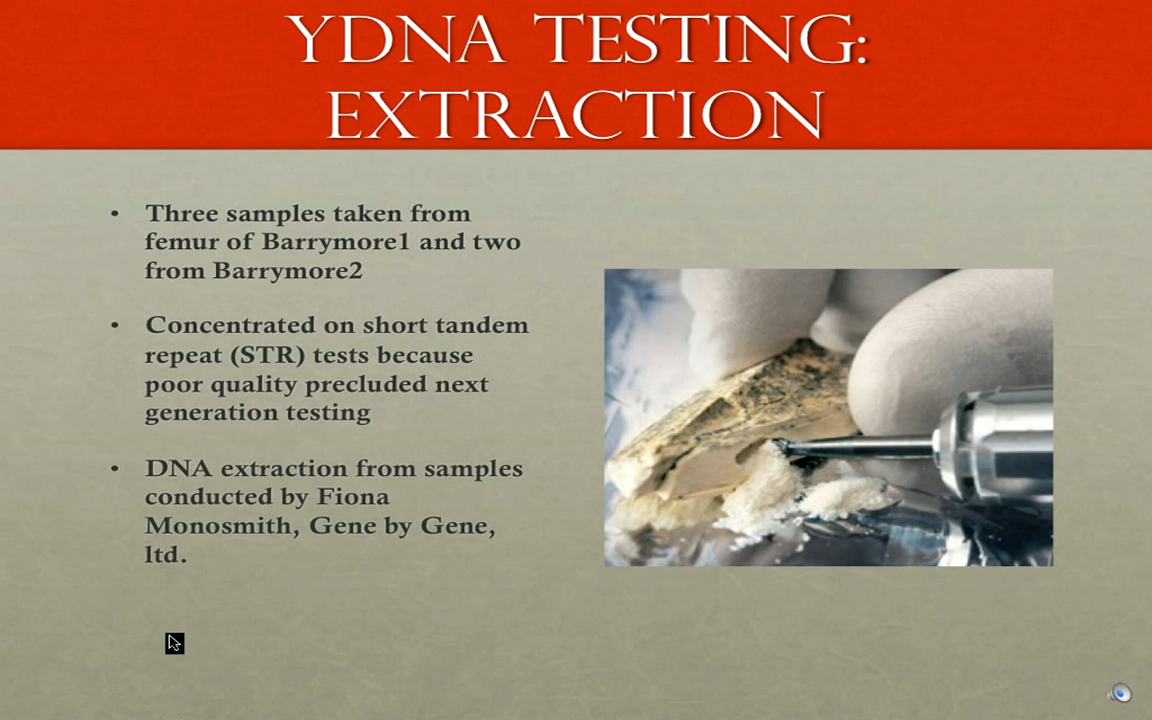 YDNA TESTING:
EXTRACTION
• Three samples taken from
femur of Barrymore1 and two
from Barrymore2
• Concentrated on short tandem
repeat (STR) tests because
poor quality precluded next
generation testing
• DNA extraction from samples
conducted by Fiona
Monosmith, Gene by Gene,
ltd.